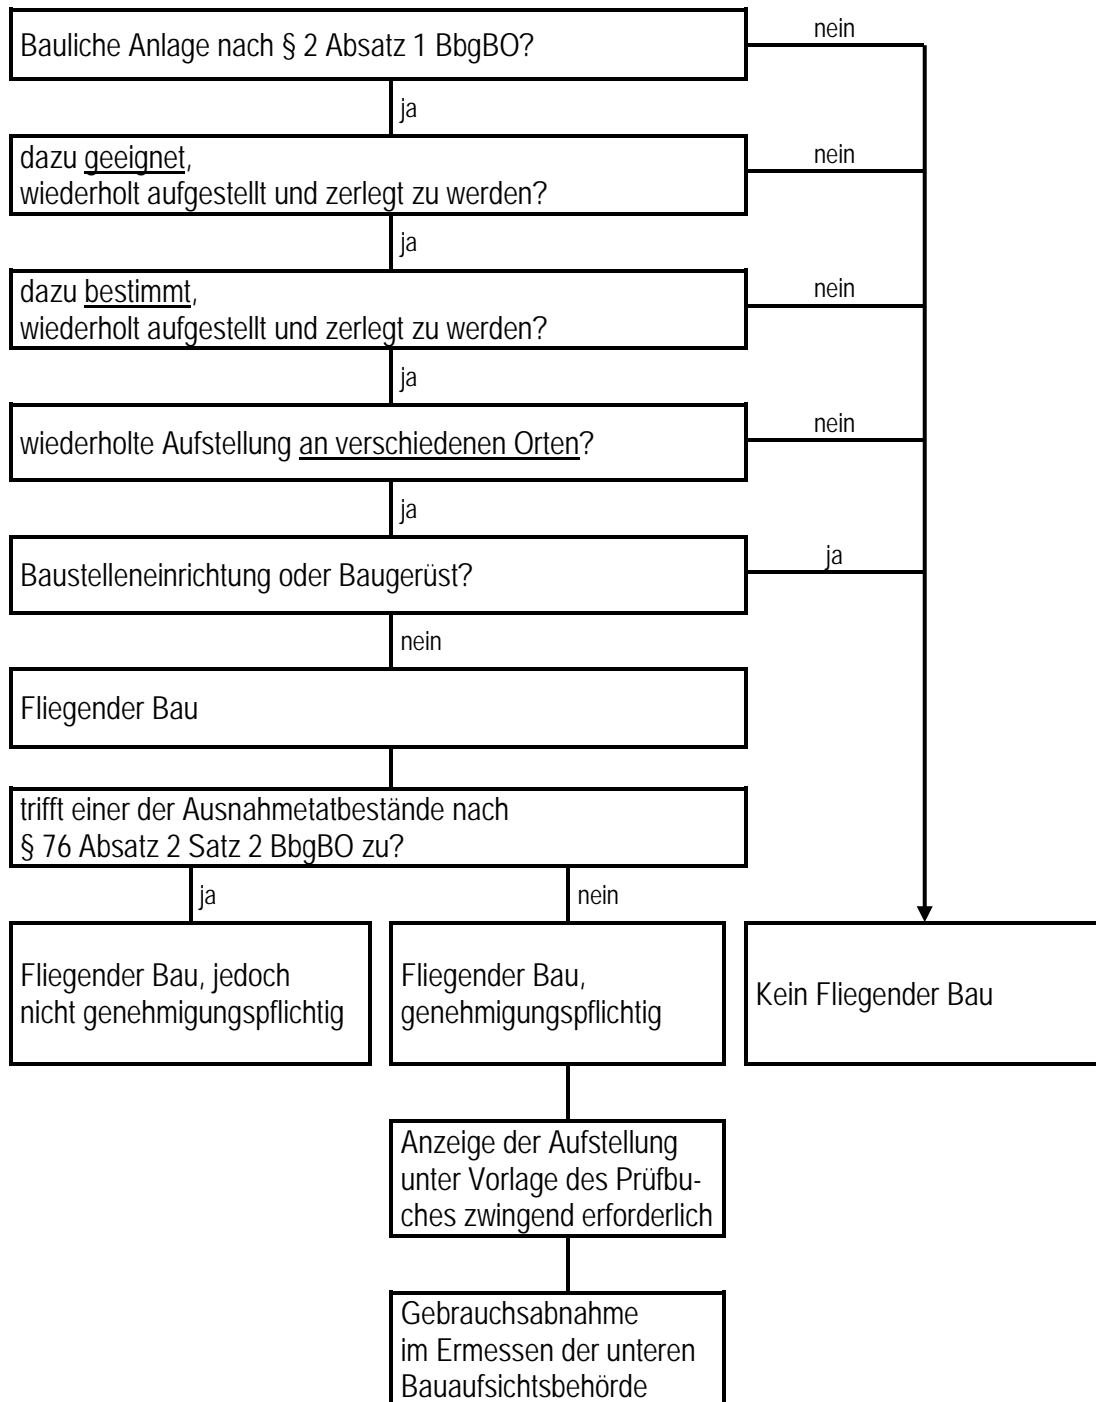 Bauliche Anlage nach § 2 Absatz 1 BbgBO?
nein
ja
dazu geeignet,
wiederholt aufgestellt und zerlegt zu werden?
nein
ja
dazu bestimmt,
wiederholt aufgestellt und zerlegt zu werden?
nein
ja
wiederholte Aufstellung an verschiedenen Orten?
nein
ja
Baustelleneinrichtung oder Baugerüst?
ja
nein
Fliegender Bau
trifft einer der Ausnahmetatbestände nach
§ 76 Absatz 2 Satz 2 BbgBO zu?
ja
nein
Fliegender Bau, jedoch
nicht genehmigungspflichtig
Fliegender Bau,
genehmigungspflichtig
Kein Fliegender Bau
Anzeige der Aufstellung
unter Vorlage des Prüfbu-
ches zwingend erforderlich
Gebrauchsabnahme
im Ermessen der unteren
Bauaufsichtsbehörde